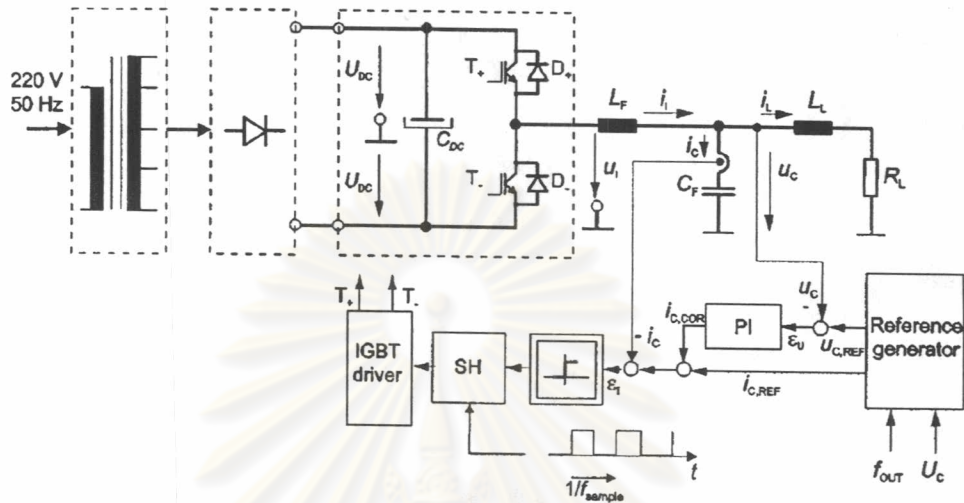 220 V
50 Hz
U_DC
U_DC
C_DC
T₊
D₊
T₋
D₋
L_F
i_I
i_L
L_L
i_C
C_F
u_I
u_C
R_L
T₊
T₋
IGBT
driver
SH
- i_C
ε_I
i_C,COR
PI
ε_U
u_C
-
u_C,REF
i_C,REF
Reference
generator
f_OUT
U_C
1/f_sample
t